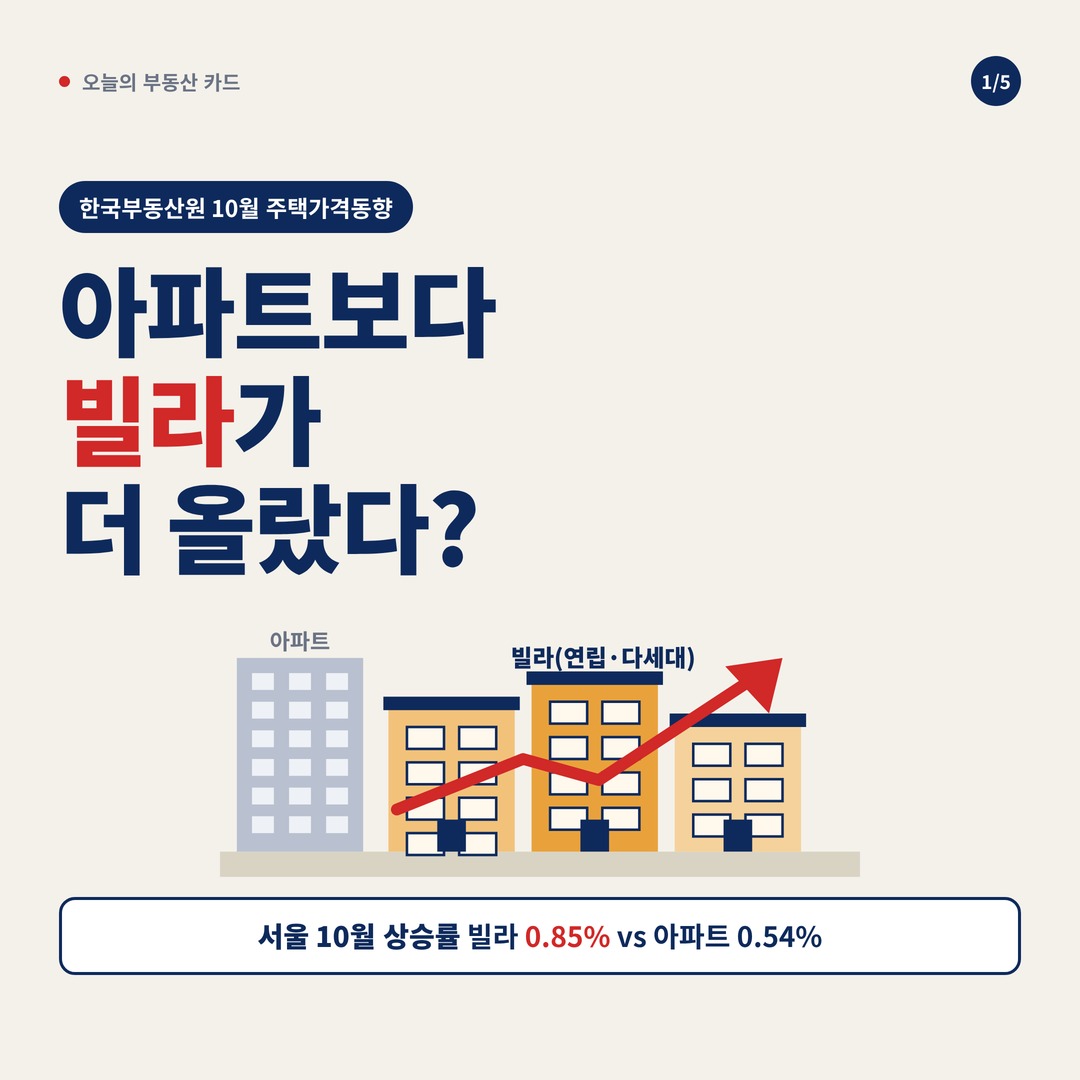 오늘의 부동산 카드
1/5
한국부동산원 10월 주택가격동향
아파트보다
빌라가
더 올랐다?
아파트
빌라(연립·다세대)
서울 10월 상승률 빌라 0.85% vs 아파트 0.54%